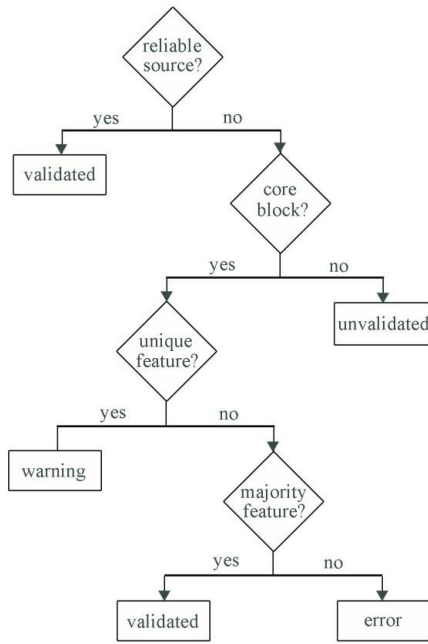 reliable
source?
yes
no
validated
core
block?
yes
no
unique
feature?
unvalidated
yes
no
warning
majority
feature?
yes
no
validated
error